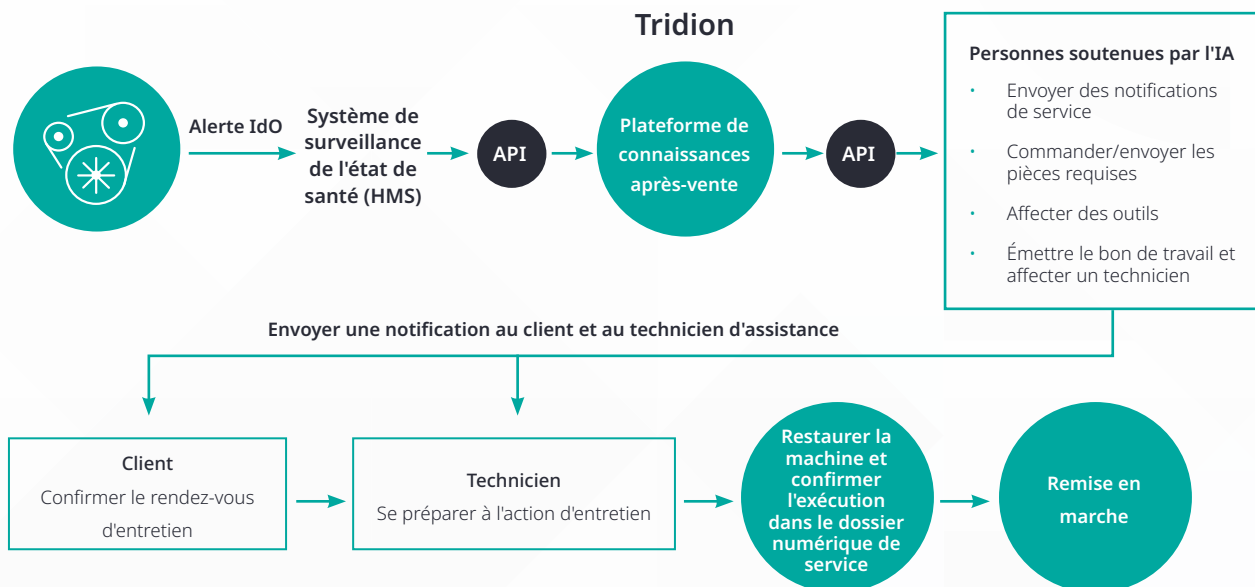 Tridion
Alerte IdO
Système de
surveillance
de l'état de
santé (HMS)
API
Plateforme de
connaissances
après-vente
API
Personnes soutenues par l'IA
• Envoyer des notifications
de service
• Commander/envoyer les
pièces requises
• Affecter des outils
• Émettre le bon de travail et
affecter un technicien
Envoyer une notification au client et au technicien d'assistance
Client
Confirmer le rendez-vous
d'entretien
Technicien
Se préparer à l'action d'entretien
Restaurer la
machine et
confirmer
l'exécution
dans le dossier
numérique de
service
Remise en
marche